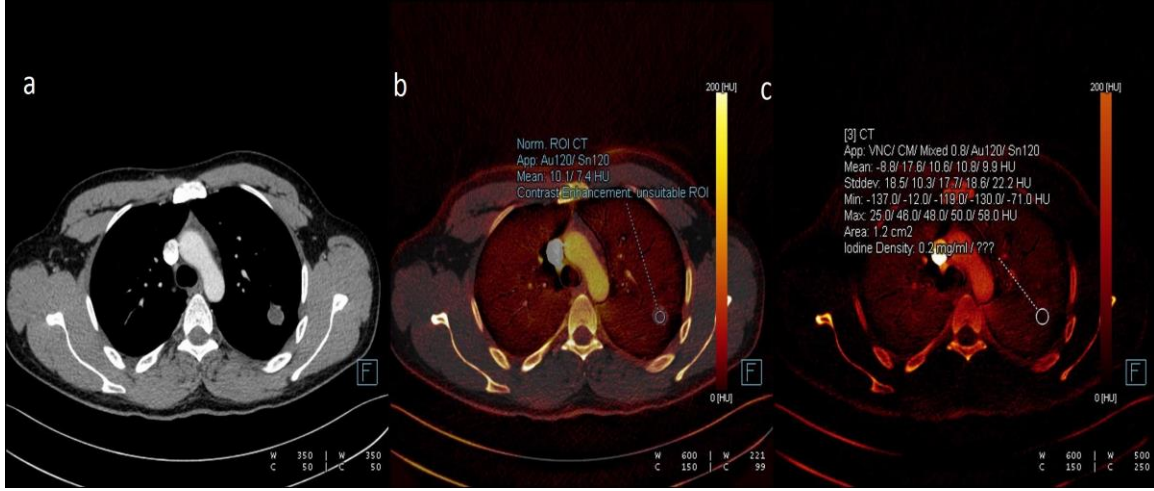 a
b
c
200 [HU]
200 [HU]
Norm. ROI CT
App: Au120/ Sn120
Mean: 10.1/ 7.4 HU
Contrast Enhancement: unsuitable ROI
[3] CT
App: VNC/ CM/ Mixed 0.8/ Au120/ Sn120
Mean: -8.8/ 17.6/ 10.6/ 10.8/ 9.9 HU
Stddev: 18.5/ 10.3/ 17.7/ 18.6/ 22.2 HU
Min: -137.0/ -12.0/ -119.0/ -130.0/ -71.0 HU
Max: 25.0/ 46.0/ 48.0/ 50.0/ 58.0 HU
Area: 1.2 cm2
Iodine Density: 0.2 mg/ml / ???
F
F
F
0 [HU]
0 [HU]
W 350 | W 350
C 50 | C 50
W 600 | W 221
C 150 | C 99
W 600 | W 500
C 150 | C 250